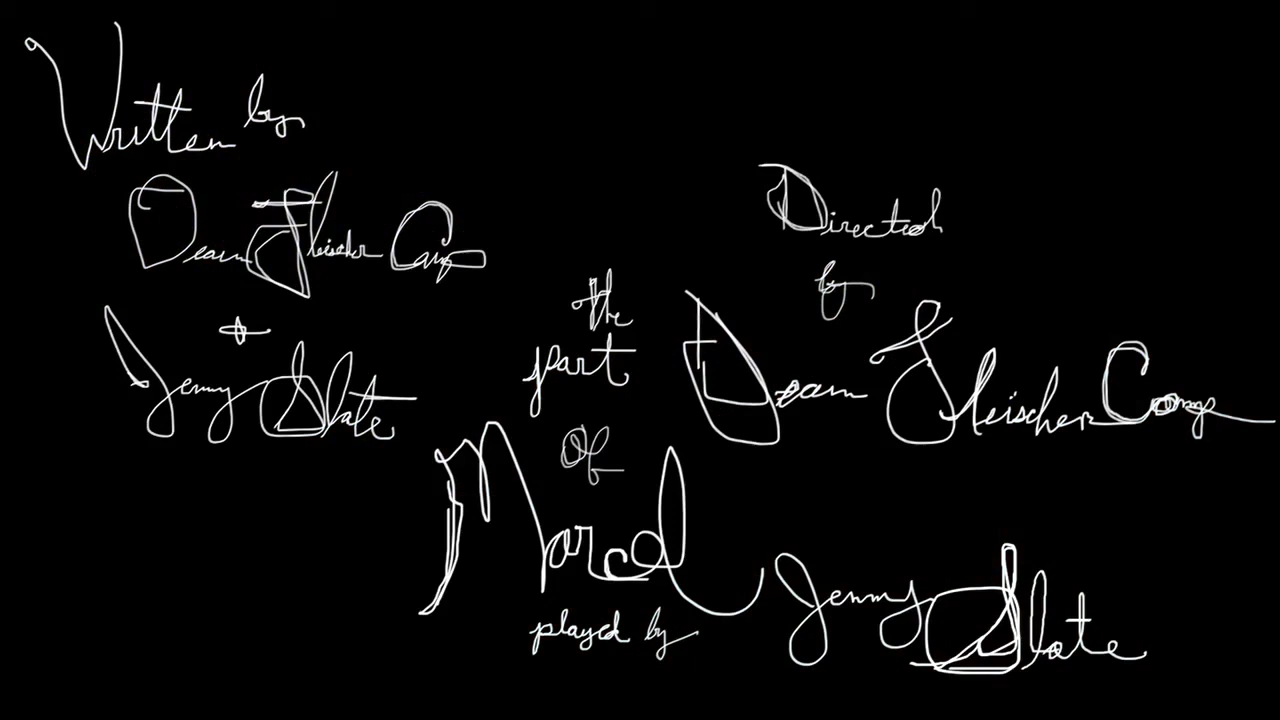 Written by
Dean Fleischer Camp
+
Jenny Slate
Directed
by
Dean Fleischer Camp
the
part
of
Marcel
played by
Jenny Slate